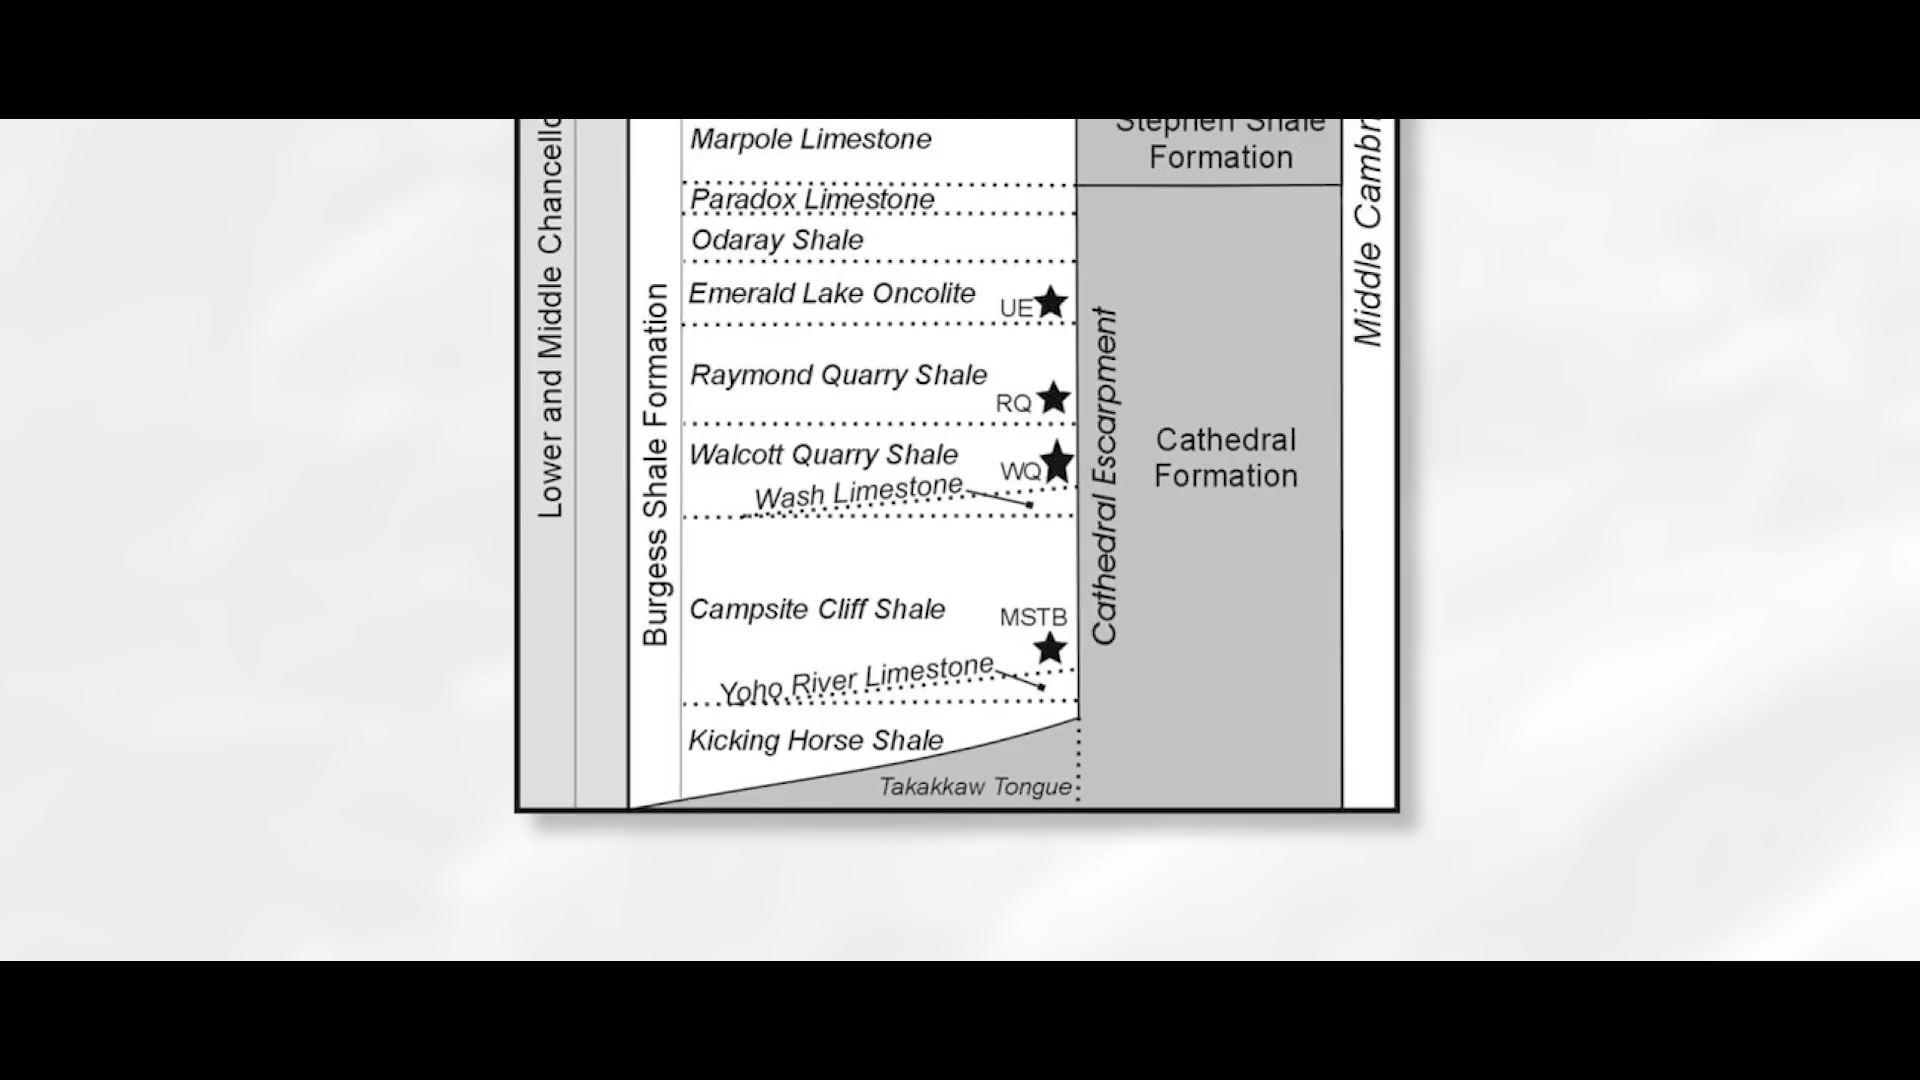 Lower and Middle Chancello
Burgess Shale Formation
Marpole Limestone
Paradox Limestone
Odaray Shale
Emerald Lake Oncolite
UE
Raymond Quarry Shale
RQ
Walcott Quarry Shale
WQ
Wash Limestone
Campsite Cliff Shale
MSTB
Yoho River Limestone
Kicking Horse Shale
Takakkaw Tongue
Cathedral Escarpment
Stephen Shale
Formation
Cathedral
Formation
Middle Cambr